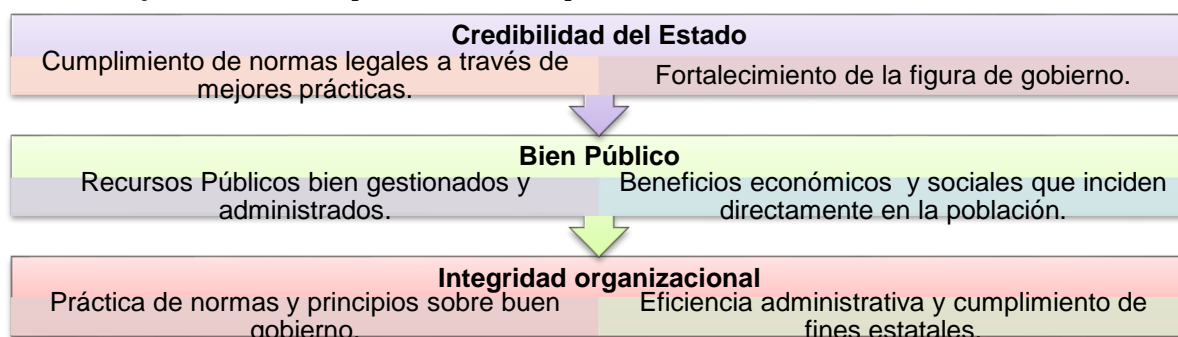 Credibilidad del Estado
Cumplimiento de normas legales a través de
mejores prácticas.
Fortalecimiento de la figura de gobierno.
Bien Público
Recursos Públicos bien gestionados y
administrados.
Beneficios económicos y sociales que inciden
directamente en la población.
Integridad organizacional
Práctica de normas y principios sobre buen
gobierno.
Eficiencia administrativa y cumplimiento de
fines estatales.